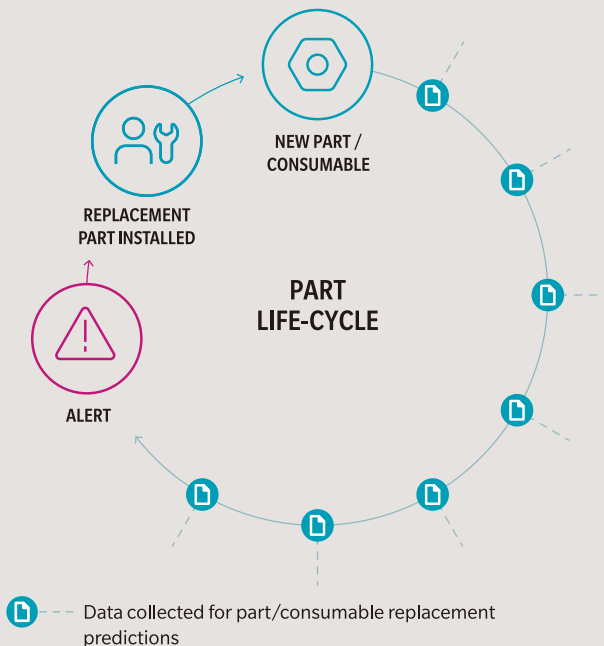 NEW PART /
CONSUMABLE
REPLACEMENT
PART INSTALLED
PART
LIFE-CYCLE
ALERT
Data collected for part/consumable replacement
predictions